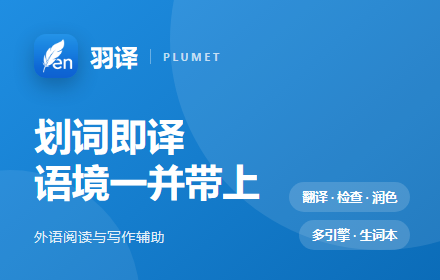 en
羽译 | PLUMET
划词即译
语境一并带上
翻译·检查·润色
多引擎·生词本
外语阅读与写作辅助